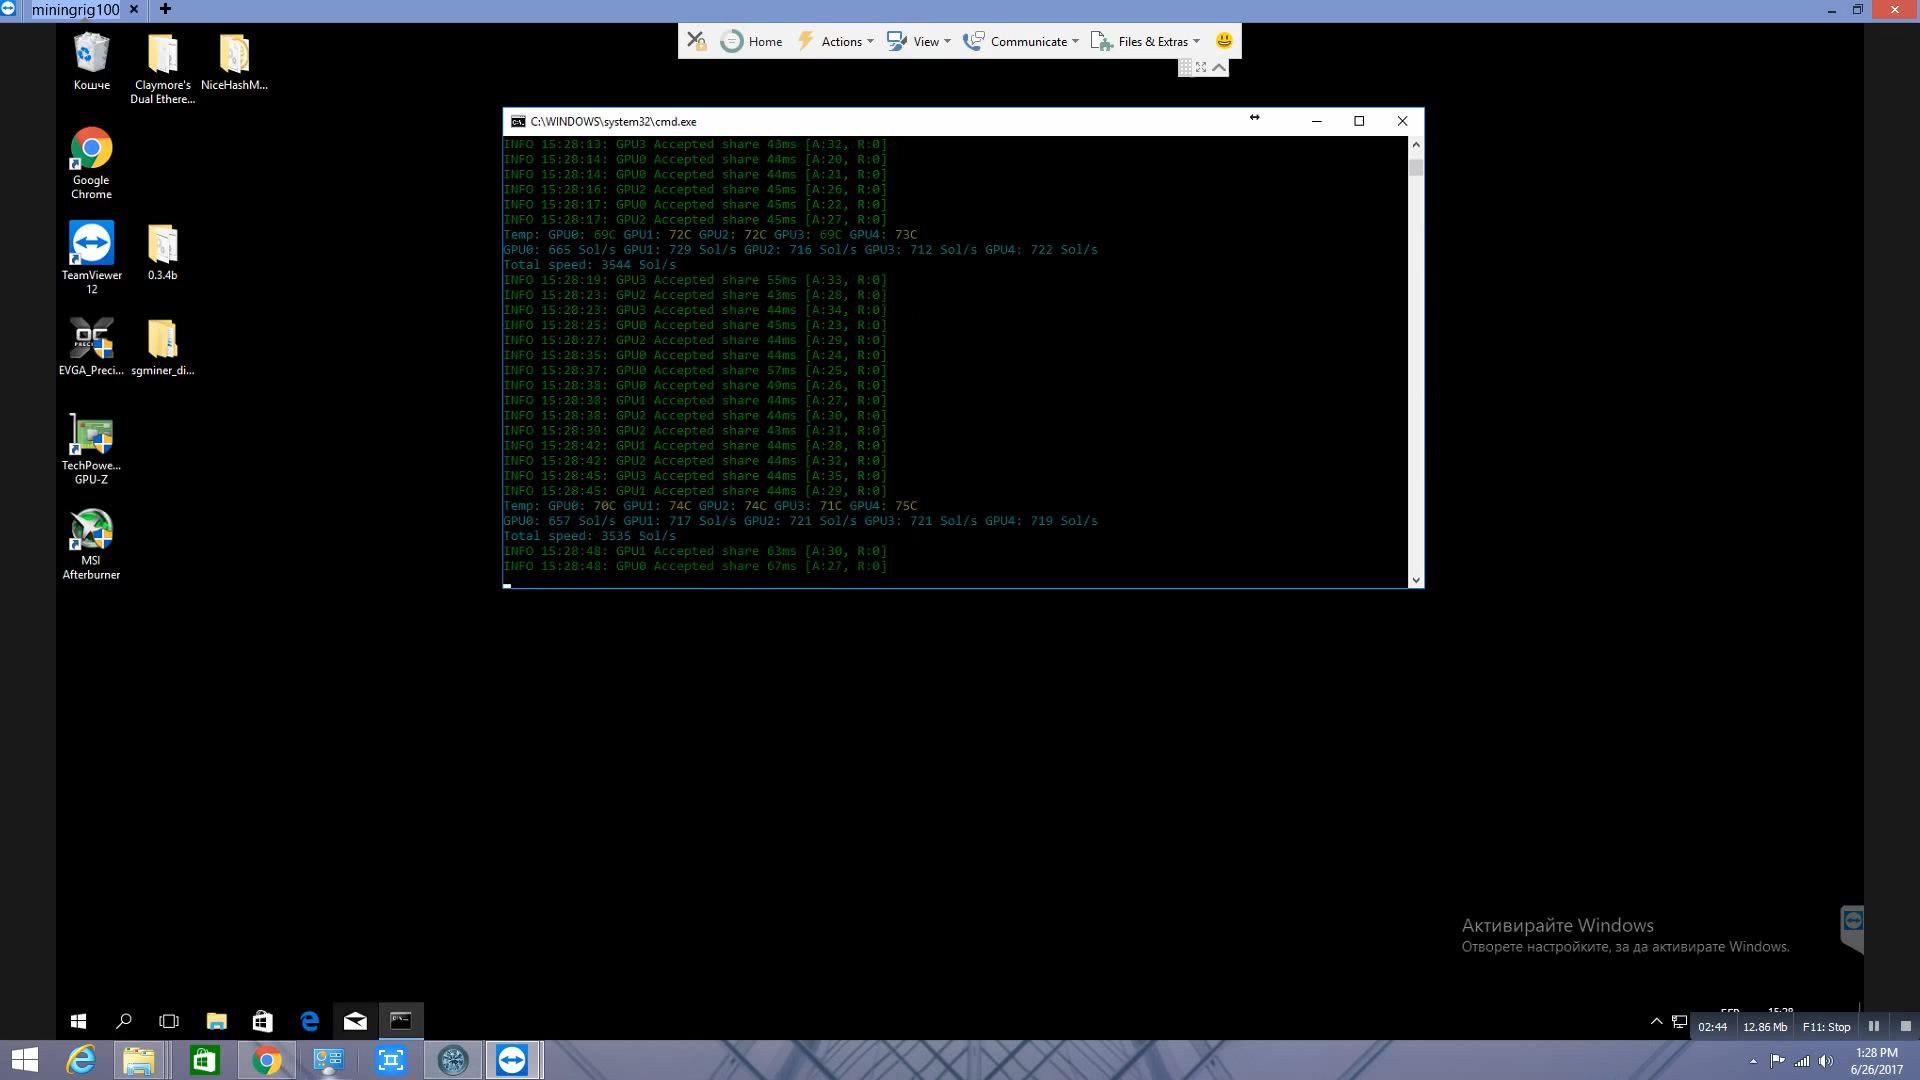 miningrig100
Home
Actions
View
Communicate
Files & Extras
Кошче
Claymore's
Dual Ethere...
NiceHashM...
Google
Chrome
TeamViewer
12
0.3.4b
EVGA_Preci...
sgminer_di...
TechPowe...
GPU-Z
MSI
Afterburner
C:\WINDOWS\system32\cmd.exe
INFO 15:28:13: GPU3 Accepted share 43ms [A:32, R:0]
INFO 15:28:14: GPU0 Accepted share 44ms [A:20, R:0]
INFO 15:28:14: GPU0 Accepted share 44ms [A:21, R:0]
INFO 15:28:16: GPU2 Accepted share 45ms [A:26, R:0]
INFO 15:28:17: GPU0 Accepted share 45ms [A:22, R:0]
INFO 15:28:17: GPU2 Accepted share 45ms [A:27, R:0]
Temp: GPU0: 69C GPU1: 72C GPU2: 72C GPU3: 69C GPU4: 73C
GPU0: 665 Sol/s GPU1: 729 Sol/s GPU2: 716 Sol/s GPU3: 712 Sol/s GPU4: 722 Sol/s
Total speed: 3544 Sol/s
INFO 15:28:19: GPU3 Accepted share 55ms [A:33, R:0]
INFO 15:28:23: GPU2 Accepted share 43ms [A:28, R:0]
INFO 15:28:23: GPU3 Accepted share 44ms [A:34, R:0]
INFO 15:28:25: GPU0 Accepted share 45ms [A:23, R:0]
INFO 15:28:27: GPU2 Accepted share 44ms [A:29, R:0]
INFO 15:28:35: GPU0 Accepted share 44ms [A:24, R:0]
INFO 15:28:37: GPU0 Accepted share 57ms [A:25, R:0]
INFO 15:28:38: GPU0 Accepted share 49ms [A:26, R:0]
INFO 15:28:38: GPU1 Accepted share 44ms [A:27, R:0]
INFO 15:28:38: GPU2 Accepted share 44ms [A:30, R:0]
INFO 15:28:39: GPU2 Accepted share 43ms [A:31, R:0]
INFO 15:28:42: GPU1 Accepted share 44ms [A:28, R:0]
INFO 15:28:42: GPU2 Accepted share 44ms [A:32, R:0]
INFO 15:28:45: GPU3 Accepted share 44ms [A:35, R:0]
INFO 15:28:45: GPU1 Accepted share 44ms [A:29, R:0]
Temp: GPU0: 70C GPU1: 74C GPU2: 74C GPU3: 71C GPU4: 75C
GPU0: 657 Sol/s GPU1: 717 Sol/s GPU2: 721 Sol/s GPU3: 721 Sol/s GPU4: 719 Sol/s
Total speed: 3535 Sol/s
INFO 15:28:48: GPU1 Accepted share 63ms [A:30, R:0]
INFO 15:28:48: GPU0 Accepted share 67ms [A:27, R:0]
Активирайте Windows
Отворете настройките, за да активирате Windows.
02:44
12.86 Mb
F11: Stop
1:28 PM
6/26/2017